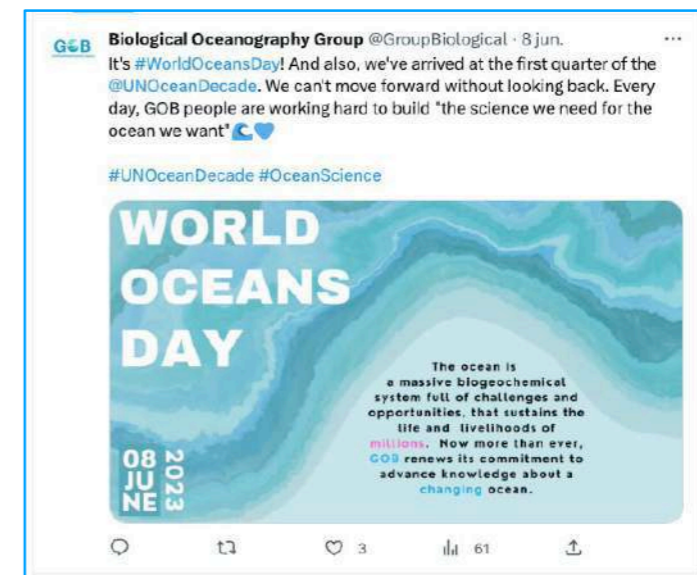 GOB
Biological Oceanography Group @GroupBiological · 8 jun.
It's #WorldOceansDay! And also, we've arrived at the first quarter of the
@UNOceanDecade. We can't move forward without looking back. Every
day, GOB people are working hard to build "the science we need for the
ocean we want"🌊💙
#UNOceanDecade #OceanScience
WORLD
OCEANS
DAY
The ocean is
a massive biogeochemical
system full of challenges and
opportunities, that sustains the
life and livelihoods of
millions. Now more than ever,
GOB renews its commitment to
advance knowledge about a
changing ocean.
08
JU
NE
2023
3
61